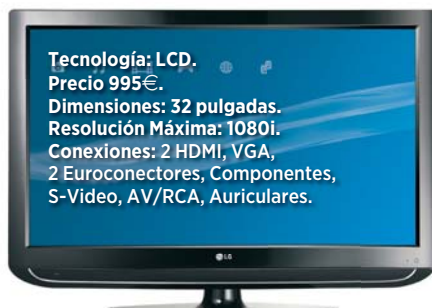 Tecnología: LCD.
Precio 995€.
Dimensiones: 32 pulgadas.
Resolución Máxima: 1080i.
Conexiones: 2 HDMI, VGA,
2 Euroconectores, Componentes,
S-Video, AV/RCA, Auriculares.
LG